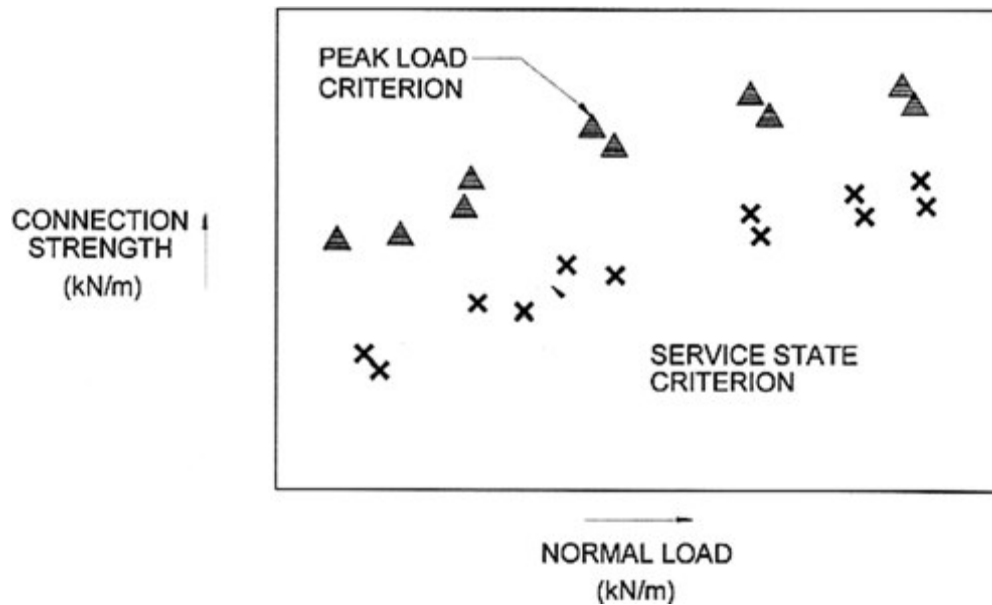 PEAK LOAD
CRITERION
CONNECTION
STRENGTH
(kN/m)
SERVICE STATE
CRITERION
NORMAL LOAD
(kN/m)